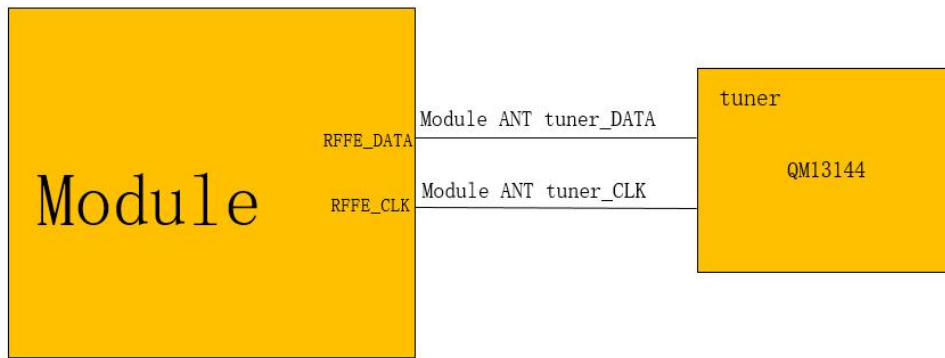 Module
RFFE_DATA
RFFE_CLK
Module ANT tuner_DATA
Module ANT tuner_CLK
tuner
QM13144